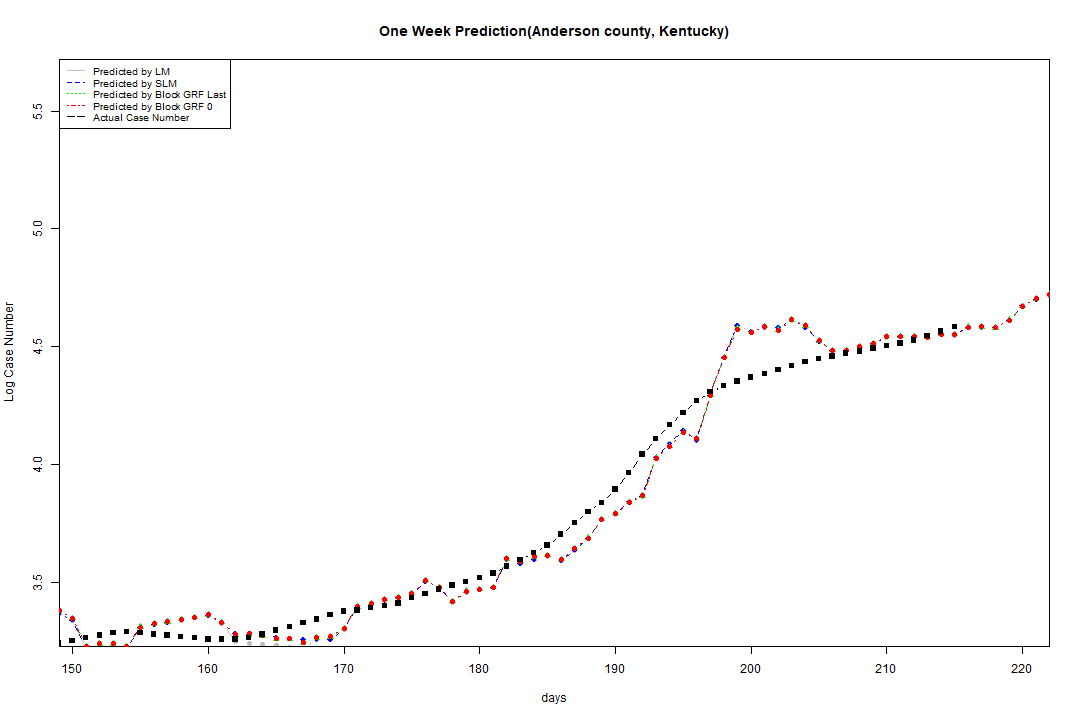 One Week Prediction(Anderson county, Kentucky)
Predicted by LM
Predicted by SLM
Predicted by Block GRF Last
Predicted by Block GRF 0
Actual Case Number
5.5
5.0
4.5
4.0
3.5
Log Case Number
150 160 170 180 190 200 210 220
days